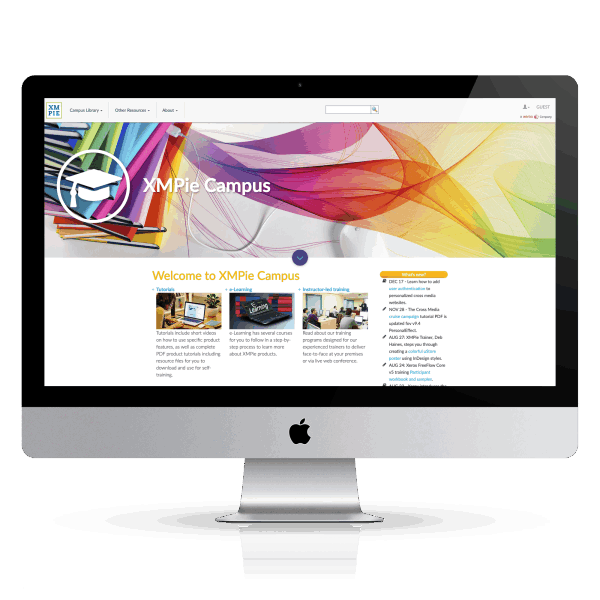 XM
PIE
Campus Library
Other Resources
About
GUEST
XMPie Campus
Welcome to XMPie Campus
Tutorials
Tutorials include short videos
on how to use specific product
features, as well as complete
PDF product tutorials including
resource files for you to
download and use for self-
training.
e-Learning
e-Learning has several courses
for you to follow in a step-by-
step process to learn more
about XMPie products.
Instructor-led training.
Read about our training
programs designed for our
experienced trainers to deliver
face-to-face at your premises
or via live web conference.
What's new?
DEC 17 - Learn how to add
user authentication to
personalized cross media
websites.
NOV 28 - The Cross Media
cruise campaign tutorial PDF is
updated for v9.4
PersonalEffect.
AUG 27: XMPie Trainer, Deb
Haines, steps you through
creating a colorful pattern
poster using InDesign styles.
AUG 24: Xerox FreeFlow Core
v5 training Participant
workbook and samples.